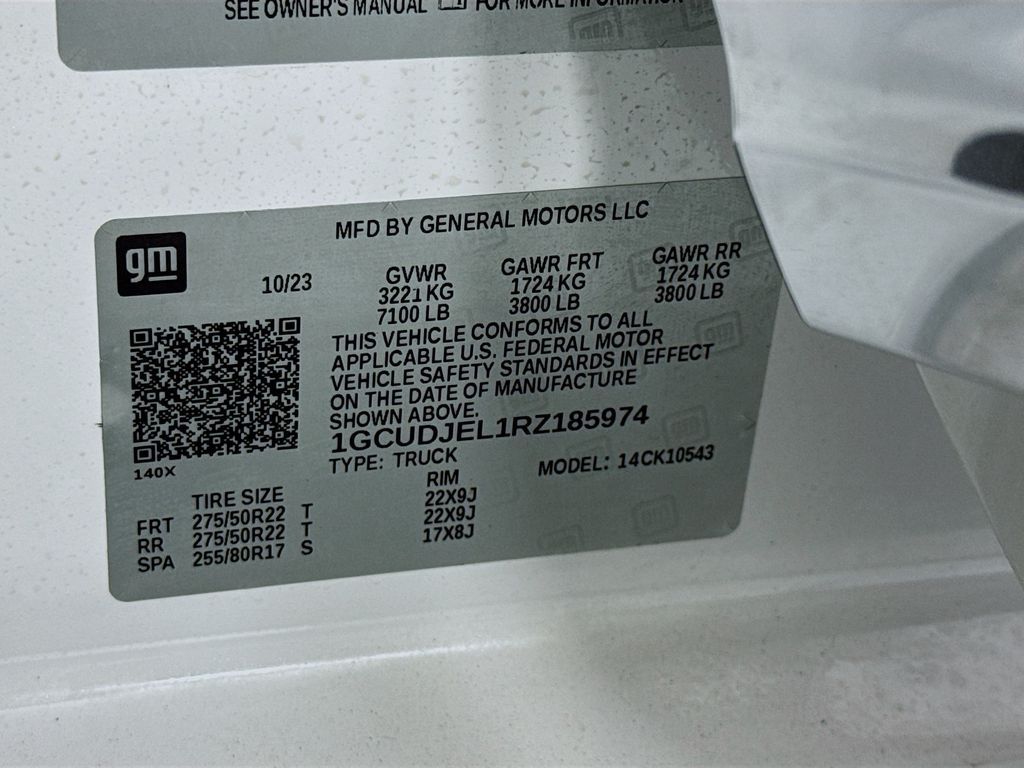 SEE OWNER'S MANUAL FOR MORE INFORMATION
MFD BY GENERAL MOTORS LLC
gm
10/23
GVWR GAWR FRT GAWR RR
3221 KG 1724 KG 1724 KG
7100 LB 3800 LB 3800 LB
THIS VEHICLE CONFORMS TO ALL
APPLICABLE U.S. FEDERAL MOTOR
VEHICLE SAFETY STANDARDS IN EFFECT
ON THE DATE OF MANUFACTURE
SHOWN ABOVE.
1GCUDJEL1RZ185974
140X
TYPE: TRUCK MODEL: 14CK10543
TIRE SIZE RIM
FRT 275/50R22 T 22X9J
RR 275/50R22 T 22X9J
SPA 255/80R17 S 17X8J